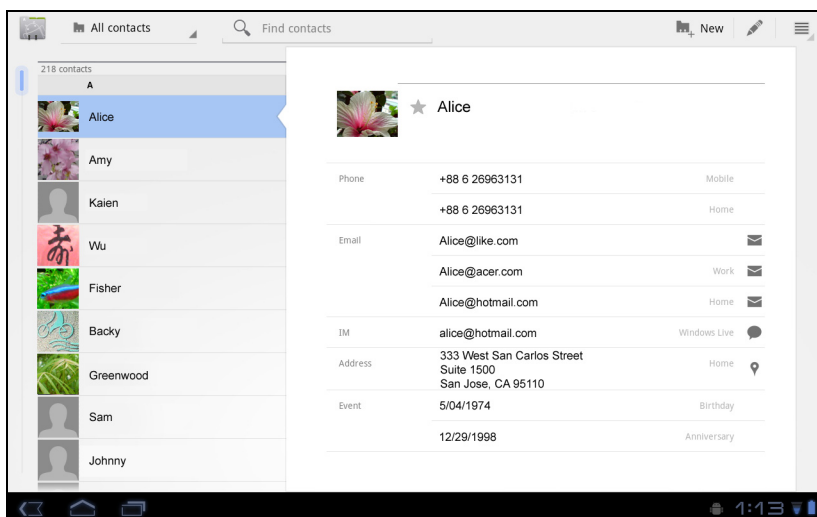 All contacts
Find contacts
New
218 contacts
A
Alice
Amy
Kaien
寿
Wu
Fisher
Backy
Greenwood
Sam
Johnny
Alice
Phone
+88 6 26963131
Mobile
+88 6 26963131
Home
Email
Alice@like.com
Alice@acer.com
Work
Alice@hotmail.com
Home
IM
alice@hotmail.com
Windows Live
Address
333 West San Carlos Street
Home
Suite 1500
San Jose, CA 95110
Event
5/04/1974
Birthday
12/29/1998
Anniversary
1:13